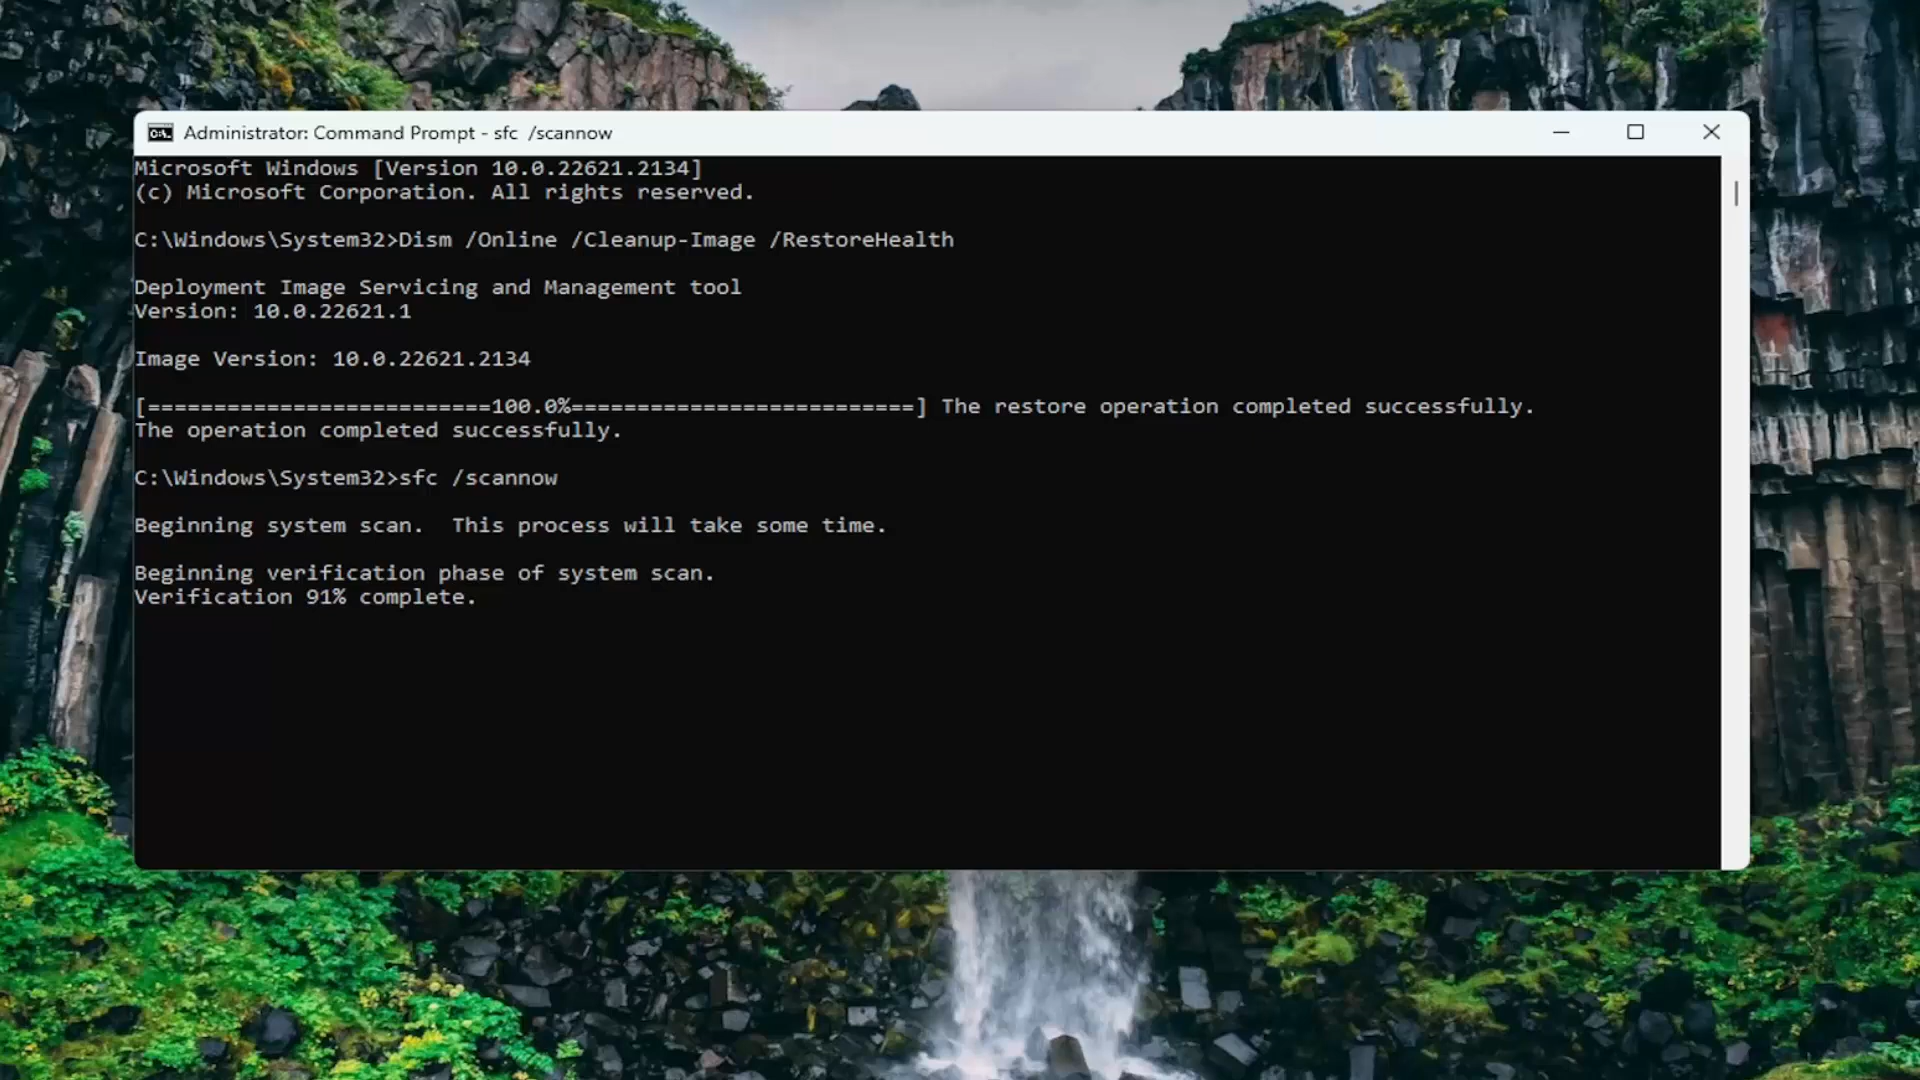 Administrator: Command Prompt - sfc  /scannow
Microsoft Windows [Version 10.0.22621.2134]
(c) Microsoft Corporation. All rights reserved.
C:\Windows\System32>Dism /Online /Cleanup-Image /RestoreHealth
Deployment Image Servicing and Management tool
Version: 10.0.22621.1
Image Version: 10.0.22621.2134
[==========================100.0%==========================] The restore operation completed successfully.
The operation completed successfully.
C:\Windows\System32>sfc /scannow
Beginning system scan.  This process will take some time.
Beginning verification phase of system scan.
Verification 91% complete.